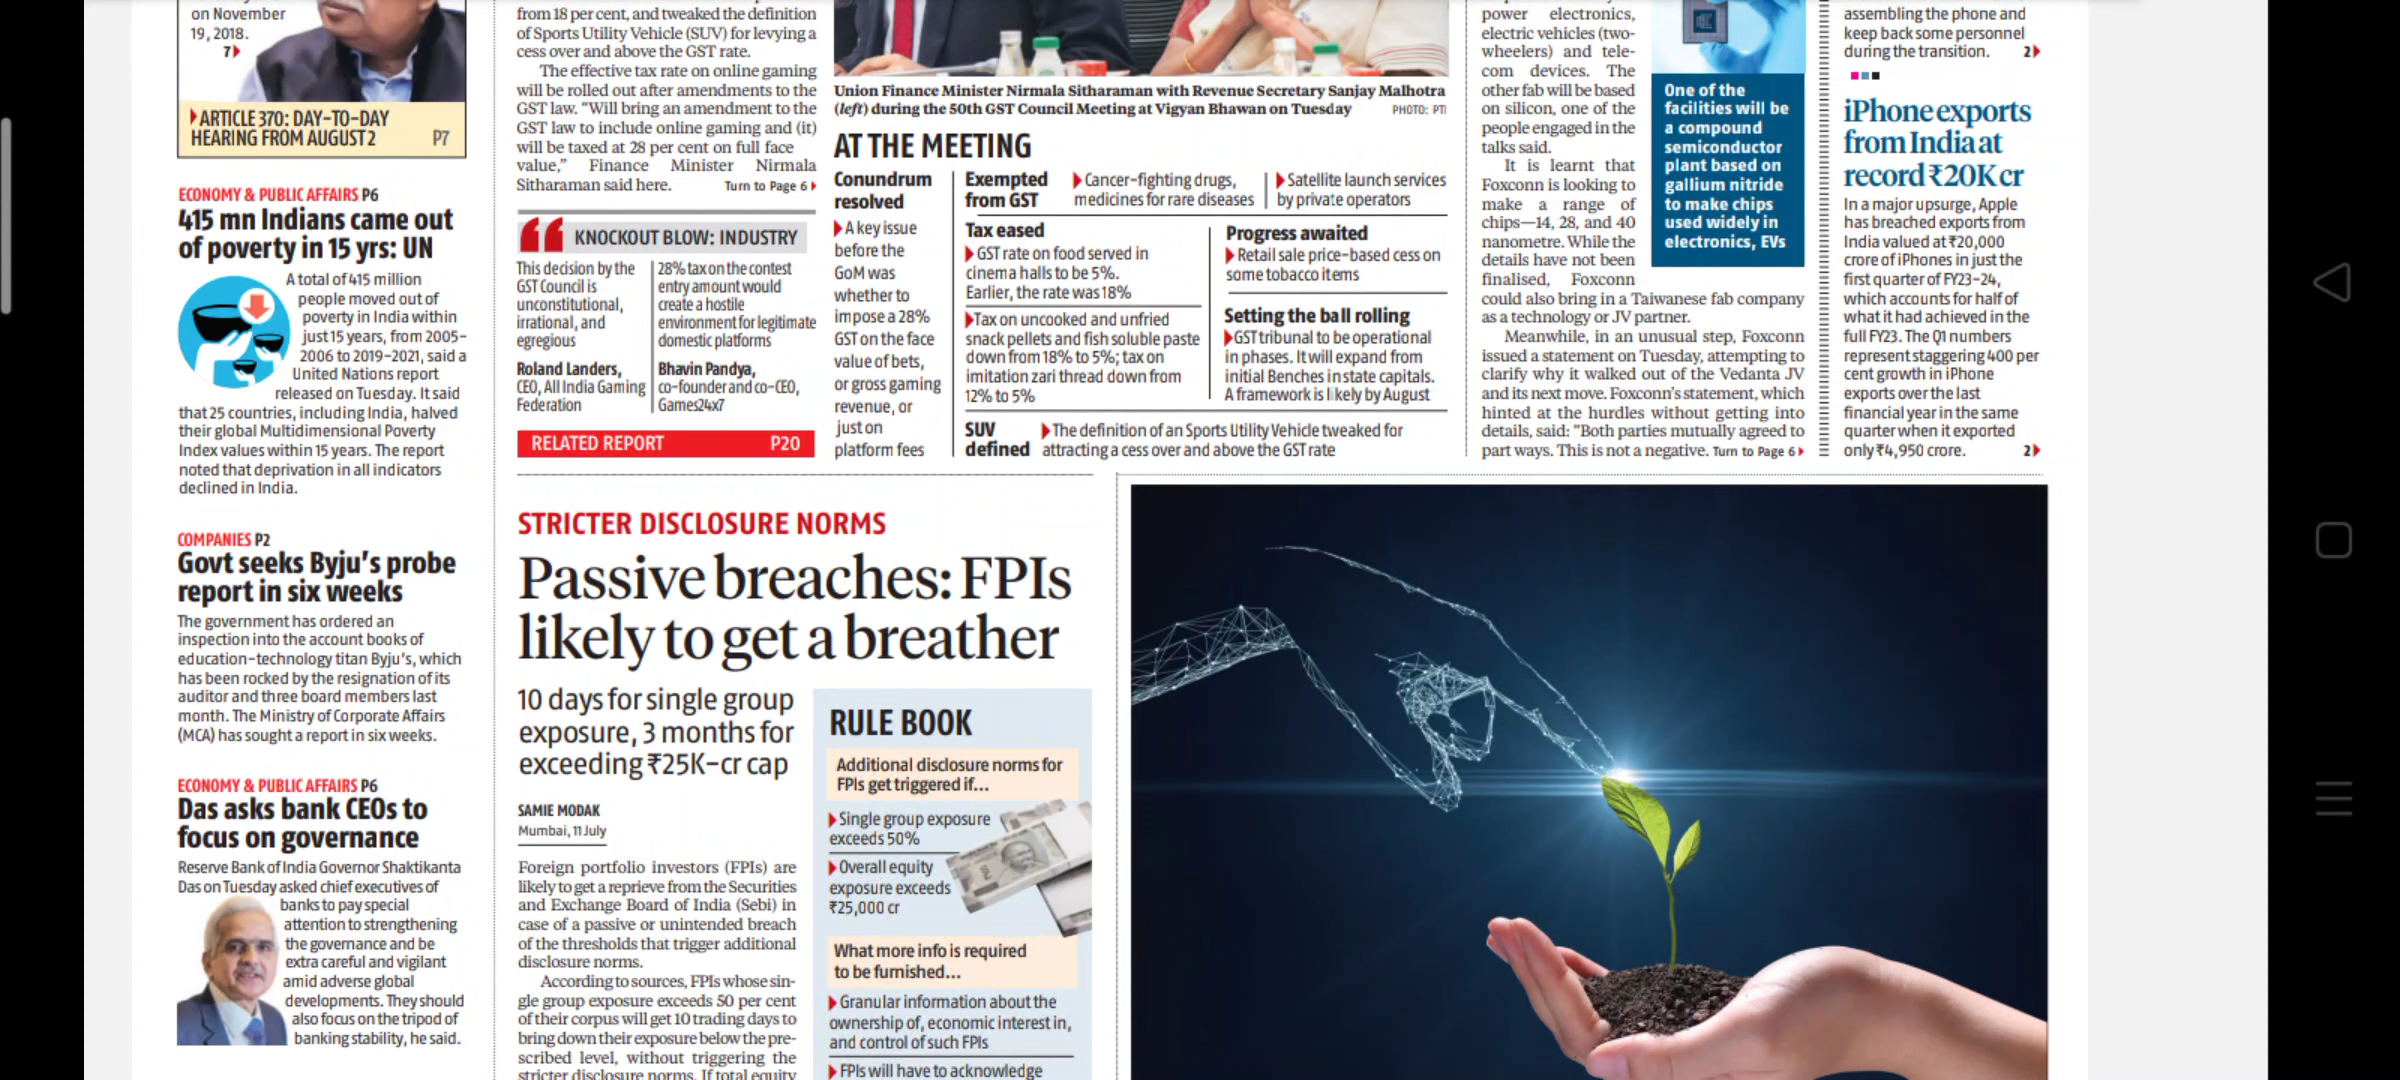 on November
19, 2018.
7
ARTICLE 370: DAY-TO-DAY
HEARING FROM AUGUST 2 P7
ECONOMY & PUBLIC AFFAIRS P6
415 mn Indians came out
of poverty in 15 yrs: UN
A total of 415 million
people moved out of
poverty in India within
just 15 years, from 2005-
2006 to 2019-2021, said a
United Nations report
released on Tuesday. It said
that 25 countries, including India, halved
their global Multidimensional Poverty
Index values within 15 years. The report
noted that deprivation in all indicators
declined in India.
COMPANIES P2
Govt seeks Byju's probe
report in six weeks
The government has ordered an
inspection into the account books of
education-technology titan Byju's, which
has been rocked by the resignation of its
auditor and three board members last
month. The Ministry of Corporate Affairs
(MCA) has sought a report in six weeks.
ECONOMY & PUBLIC AFFAIRS P6
Das asks bank CEOs to
focus on governance
Reserve Bank of India Governor Shaktikanta
Das on Tuesday asked chief executives of
banks to pay special
attention to strengthening
the governance and be
extra careful and vigilant
amid adverse global
developments. They should
also focus on the tripod of
banking stability, he said.
from 18 per cent, and tweaked the definition
of Sports Utility Vehicle (SUV) for levying a
cess over and above the GST rate.
The effective tax rate on online gaming
will be rolled out after amendments to the
GST law. "Will bring an amendment to the
GST law to include online gaming and (it)
will be taxed at 28 per cent on full face
value," Finance Minister Nirmala
Sitharaman said here. Turn to Page 6
KNOCKOUT BLOW: INDUSTRY
This decision by the
GST Council is
unconstitutional,
irrational, and
egregious
Roland Landers,
CEO, All India Gaming
Federation
28% tax on the contest
entry amount would
create a hostile
environment for legitimate
domestic platforms
Bhavin Pandya,
co-founder and co-CEO,
Games24x7
RELATED REPORT P20
Union Finance Minister Nirmala Sitharaman with Revenue Secretary Sanjay Malhotra
(left) during the 50th GST Council Meeting at Vigyan Bhawan on Tuesday PHOTO: PTI
AT THE MEETING
Conundrum
resolved
A key issue
before the
GoM was
whether to
impose a 28%
GST on the face
value of bets,
or gross gaming
revenue, or
just on
platform fees
Exempted
from GST
Cancer-fighting drugs,
medicines for rare diseases
Satellite launch services
by private operators
Tax eased
GST rate on food served in
cinema halls to be 5%.
Earlier, the rate was 18%
Tax on uncooked and unfried
snack pellets and fish soluble paste
down from 18% to 5%; tax on
imitation zari thread down from
12% to 5%
Progress awaited
Retail sale price-based cess on
some tobacco items
Setting the ball rolling
GST tribunal to be operational
in phases. It will expand from
initial Benches in state capitals.
A framework is likely by August
SUV
defined
The definition of an Sports Utility Vehicle tweaked for
attracting a cess over and above the GST rate
power electronics,
electric vehicles (two-
wheelers) and tele-
com devices. The
other fab will be based
on silicon, one of the
people engaged in the
talks said.
It is learnt that
Foxconn is looking to
make a range of
chips—14, 28, and 40
nanometre. While the
details have not been
finalised, Foxconn
could also bring in a Taiwanese fab company
as a technology or JV partner.
Meanwhile, in an unusual step, Foxconn
issued a statement on Tuesday, attempting to
clarify why it walked out of the Vedanta JV
and its next move. Foxconn's statement, which
hinted at the hurdles without getting into
details, said: "Both parties mutually agreed to
part ways. This is not a negative. Turn to Page 6
One of the
facilities will be
a compound
semiconductor
plant based on
gallium nitride
to make chips
used widely in
electronics, EVs
assembling the phone and
keep back some personnel
during the transition. 2
iPhone exports
from India at
record ₹20K cr
In a major upsurge, Apple
has breached exports from
India valued at ₹20,000
crore of iPhones in just the
first quarter of FY23-24,
which accounts for half of
what it had achieved in the
full FY23. The Q1 numbers
represent staggering 400 per
cent growth in iPhone
exports over the last
financial year in the same
quarter when it exported
only ₹4,950 crore. 2
STRICTER DISCLOSURE NORMS
Passive breaches: FPIs
likely to get a breather
10 days for single group
exposure, 3 months for
exceeding ₹25K-cr cap
SAMIE MODAK
Mumbai, 11 July
Foreign portfolio investors (FPIs) are
likely to get a reprieve from the Securities
and Exchange Board of India (Sebi) in
case of a passive or unintended breach
of the thresholds that trigger additional
disclosure norms.
According to sources, FPIs whose sin-
gle group exposure exceeds 50 per cent
of their corpus will get 10 trading days to
bring down their exposure below the pre-
scribed level, without triggering the
stricter disclosure norms. If total equity
RULE BOOK
Additional disclosure norms for
FPIs get triggered if...
Single group exposure
exceeds 50%
Overall equity
exposure exceeds
₹25,000 cr
What more info is required
to be furnished...
Granular information about the
ownership of, economic interest in,
and control of such FPIs
FPIs will have to acknowledge